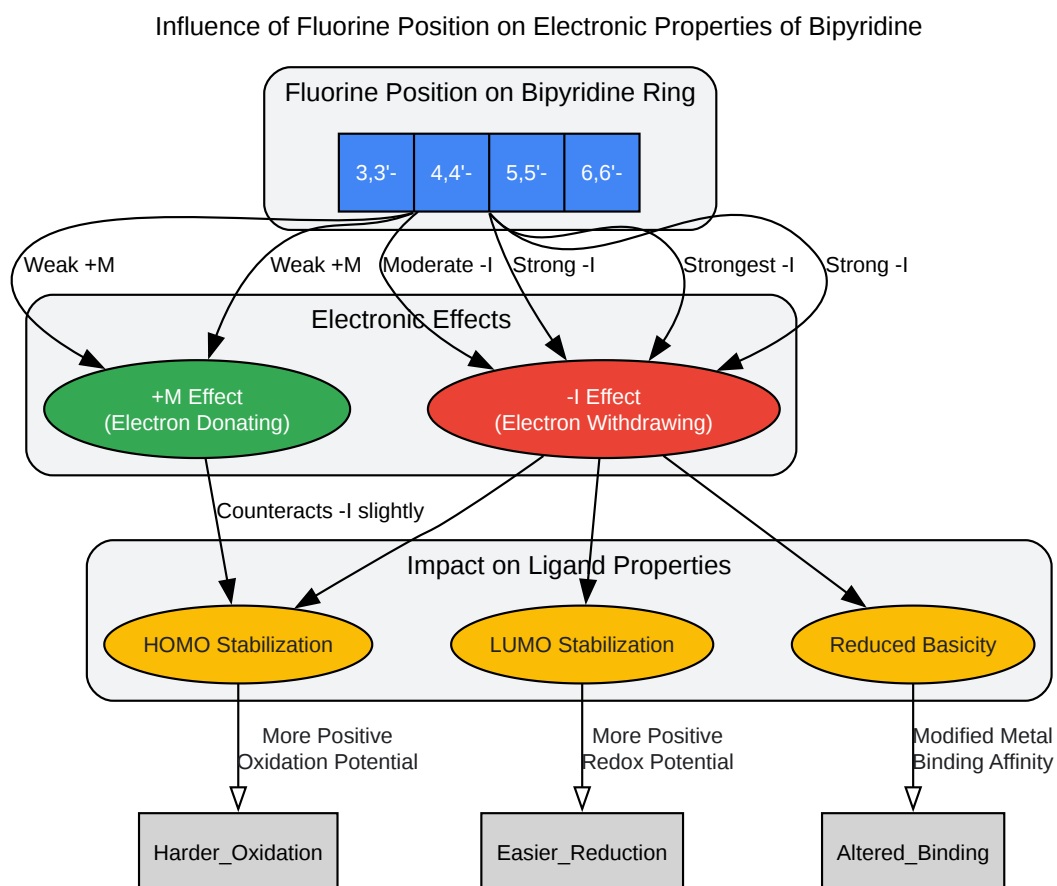 Influence of Fluorine Position on Electronic Properties of Bipyridine
Fluorine Position on Bipyridine Ring
3,3'-
4,4'-
5,5'-
6,6'-
Weak +M
Weak +M
Moderate -I
Strong -I
Strongest -I
Strong -I
Electronic Effects
+M Effect
(Electron Donating)
-I Effect
(Electron Withdrawing)
Counteracts -I slightly
Impact on Ligand Properties
HOMO Stabilization
LUMO Stabilization
Reduced Basicity
More Positive
Oxidation Potential
More Positive
Redox Potential
Modified Metal
Binding Affinity
Harder_Oxidation
Easier_Reduction
Altered_Binding